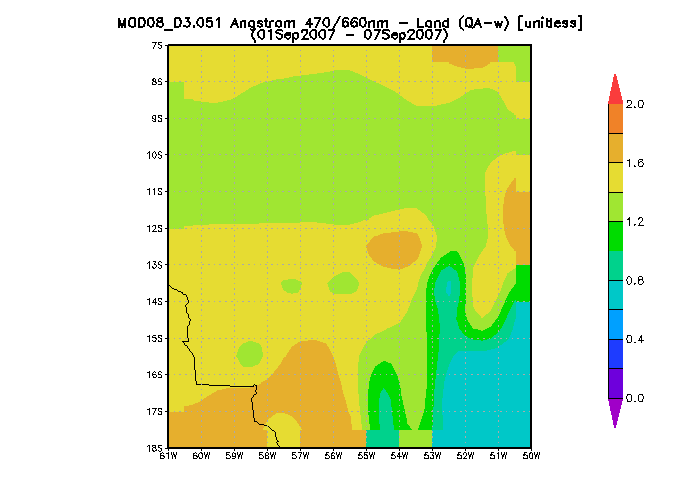 MOD08_D3.051 Angstrom 470/660nm - Land (QA-w) [unitless]
(01Sep2007 - 07Sep2007)
7S
8S
9S
10S
11S
12S
13S
14S
15S
16S
17S
18S
61W 60W 59W 58W 57W 56W 55W 54W 53W 52W 51W 50W
2.0
1.6
1.2
0.8
0.4
0.0